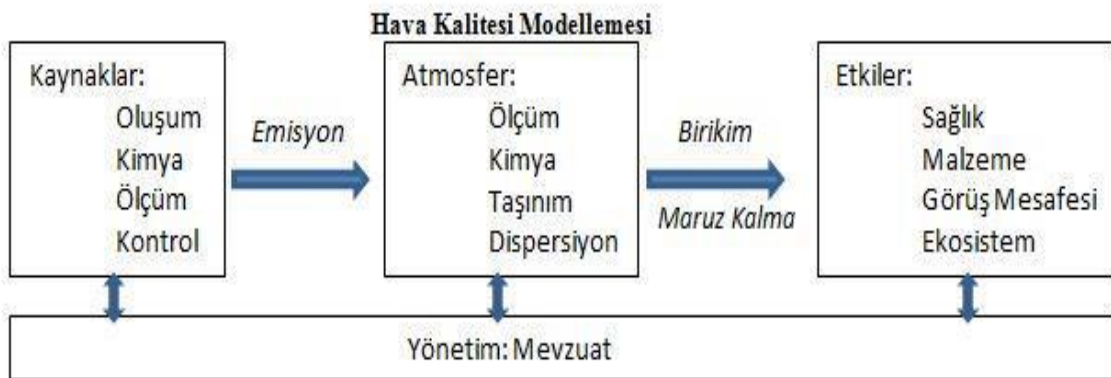 Hava Kalitesi Modellemesi
Kaynaklar:
Oluşum
Kimya
Ölçüm
Kontrol
Emisyon
Atmosfer:
Ölçüm
Kimya
Taşınım
Dispersiyon
Birikim
Maruz Kalma
Etkiler:
Sağlık
Malzeme
Görüş Mesafesi
Ekosistem
Yönetim: Mevzuat